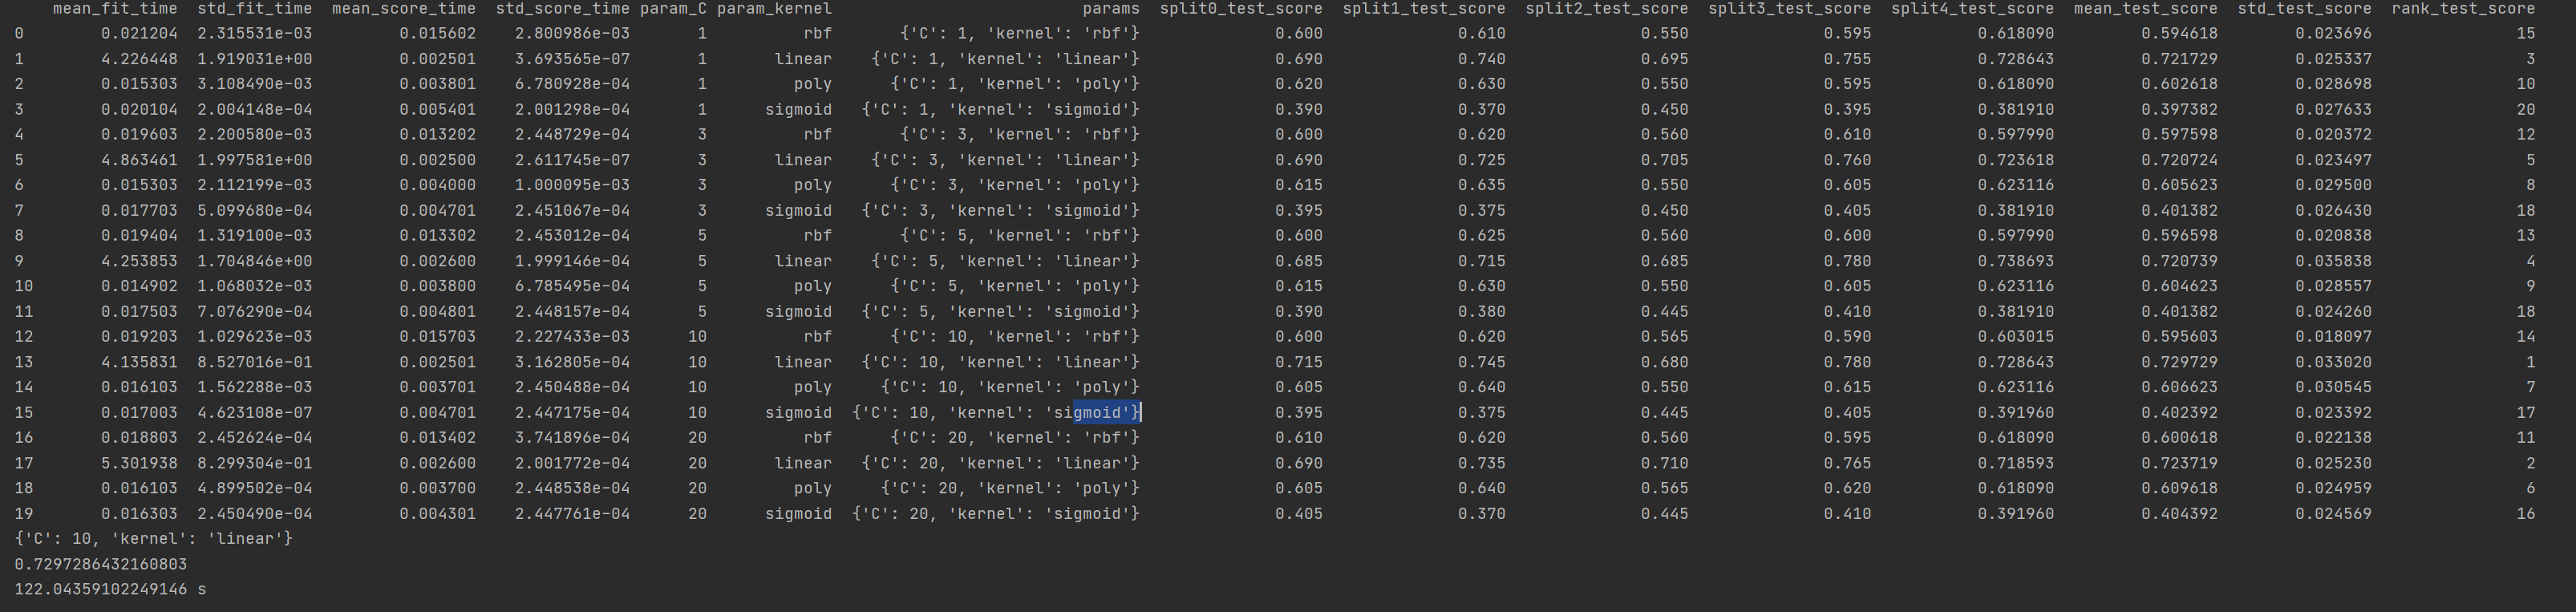 mean_fit_time std_fit_time mean_score_time std_score_time param_C param_kernel params split0_test_score split1_test_score split2_test_score split3_test_score split4_test_score mean_test_score std_test_score rank_test_score
0 0.021204 2.315531e-03 0.015602 2.800986e-03 1 rbf {'C': 1, 'kernel': 'rbf'} 0.600 0.610 0.550 0.595 0.618090 0.594618 0.023696 15
1 4.226448 1.919031e+00 0.002501 3.693565e-07 1 linear {'C': 1, 'kernel': 'linear'} 0.690 0.740 0.695 0.755 0.728643 0.721729 0.025337 3
2 0.015303 3.108490e-03 0.003801 6.780928e-04 1 poly {'C': 1, 'kernel': 'poly'} 0.620 0.630 0.550 0.595 0.618090 0.602618 0.028698 10
3 0.020104 2.004148e-04 0.005401 2.001298e-04 1 sigmoid {'C': 1, 'kernel': 'sigmoid'} 0.390 0.370 0.450 0.395 0.381910 0.397382 0.027633 20
4 0.019603 2.200580e-03 0.013202 2.448729e-04 3 rbf {'C': 3, 'kernel': 'rbf'} 0.600 0.620 0.560 0.610 0.597990 0.597598 0.020372 12
5 4.863461 1.997581e+00 0.002500 2.611745e-07 3 linear {'C': 3, 'kernel': 'linear'} 0.690 0.725 0.705 0.760 0.723618 0.720724 0.023497 5
6 0.015303 2.112199e-03 0.004000 1.000095e-03 3 poly {'C': 3, 'kernel': 'poly'} 0.615 0.635 0.550 0.605 0.623116 0.605623 0.029500 8
7 0.017703 5.099680e-04 0.004701 2.451067e-04 3 sigmoid {'C': 3, 'kernel': 'sigmoid'} 0.395 0.375 0.450 0.405 0.381910 0.401382 0.026430 18
8 0.019404 1.319100e-03 0.013302 2.453012e-04 5 rbf {'C': 5, 'kernel': 'rbf'} 0.600 0.625 0.560 0.600 0.597990 0.596598 0.020838 13
9 4.253853 1.704846e+00 0.002600 1.999146e-04 5 linear {'C': 5, 'kernel': 'linear'} 0.685 0.715 0.685 0.780 0.738693 0.720739 0.035838 4
10 0.014902 1.068032e-03 0.003800 6.785495e-04 5 poly {'C': 5, 'kernel': 'poly'} 0.615 0.630 0.550 0.605 0.623116 0.604623 0.028557 9
11 0.017503 7.076290e-04 0.004801 2.448157e-04 5 sigmoid {'C': 5, 'kernel': 'sigmoid'} 0.390 0.380 0.445 0.410 0.381910 0.401382 0.024260 18
12 0.019203 1.029623e-03 0.015703 2.227433e-03 10 rbf {'C': 10, 'kernel': 'rbf'} 0.600 0.620 0.565 0.590 0.603015 0.595603 0.018097 14
13 4.135831 8.527016e-01 0.002501 3.162805e-04 10 linear {'C': 10, 'kernel': 'linear'} 0.715 0.745 0.680 0.780 0.728643 0.729729 0.033020 1
14 0.016103 1.562288e-03 0.003701 2.450488e-04 10 poly {'C': 10, 'kernel': 'poly'} 0.605 0.640 0.550 0.615 0.623116 0.606623 0.030545 7
15 0.017003 4.623108e-07 0.004701 2.447175e-04 10 sigmoid {'C': 10, 'kernel': 'sigmoid'} 0.395 0.375 0.445 0.405 0.391960 0.402392 0.023392 17
16 0.018803 2.452624e-04 0.013402 3.741896e-04 20 rbf {'C': 20, 'kernel': 'rbf'} 0.610 0.620 0.560 0.595 0.618090 0.600618 0.022138 11
17 5.301938 8.299304e-01 0.002600 2.001772e-04 20 linear {'C': 20, 'kernel': 'linear'} 0.690 0.735 0.710 0.765 0.718593 0.723719 0.025230 2
18 0.016103 4.899502e-04 0.003700 2.448538e-04 20 poly {'C': 20, 'kernel': 'poly'} 0.605 0.640 0.565 0.620 0.618090 0.609618 0.024959 6
19 0.016303 2.450490e-04 0.004301 2.447761e-04 20 sigmoid {'C': 20, 'kernel': 'sigmoid'} 0.405 0.370 0.445 0.410 0.391960 0.404392 0.024569 16
{'C': 10, 'kernel': 'linear'}
0.7297286432160803
122.04359102249146 s